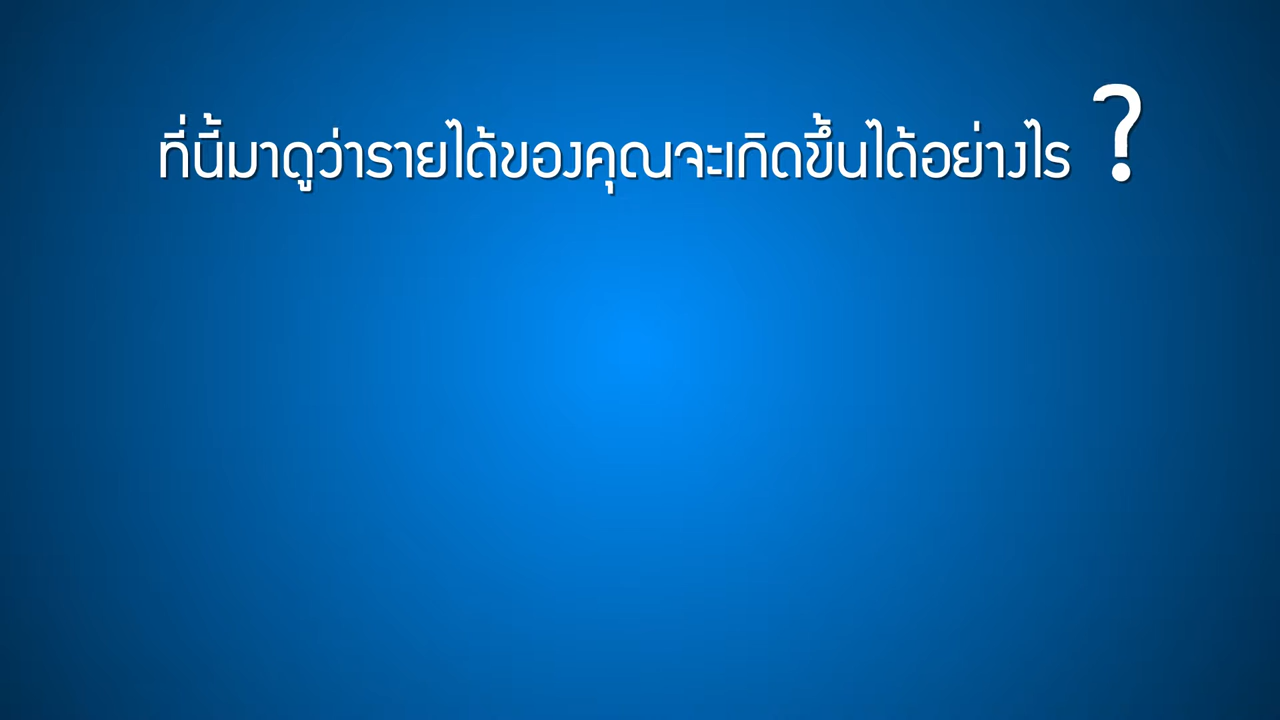 ที่นี้มาดูว่ารายได้ของคุณจะเกิดขึ้นได้อย่างไร ?